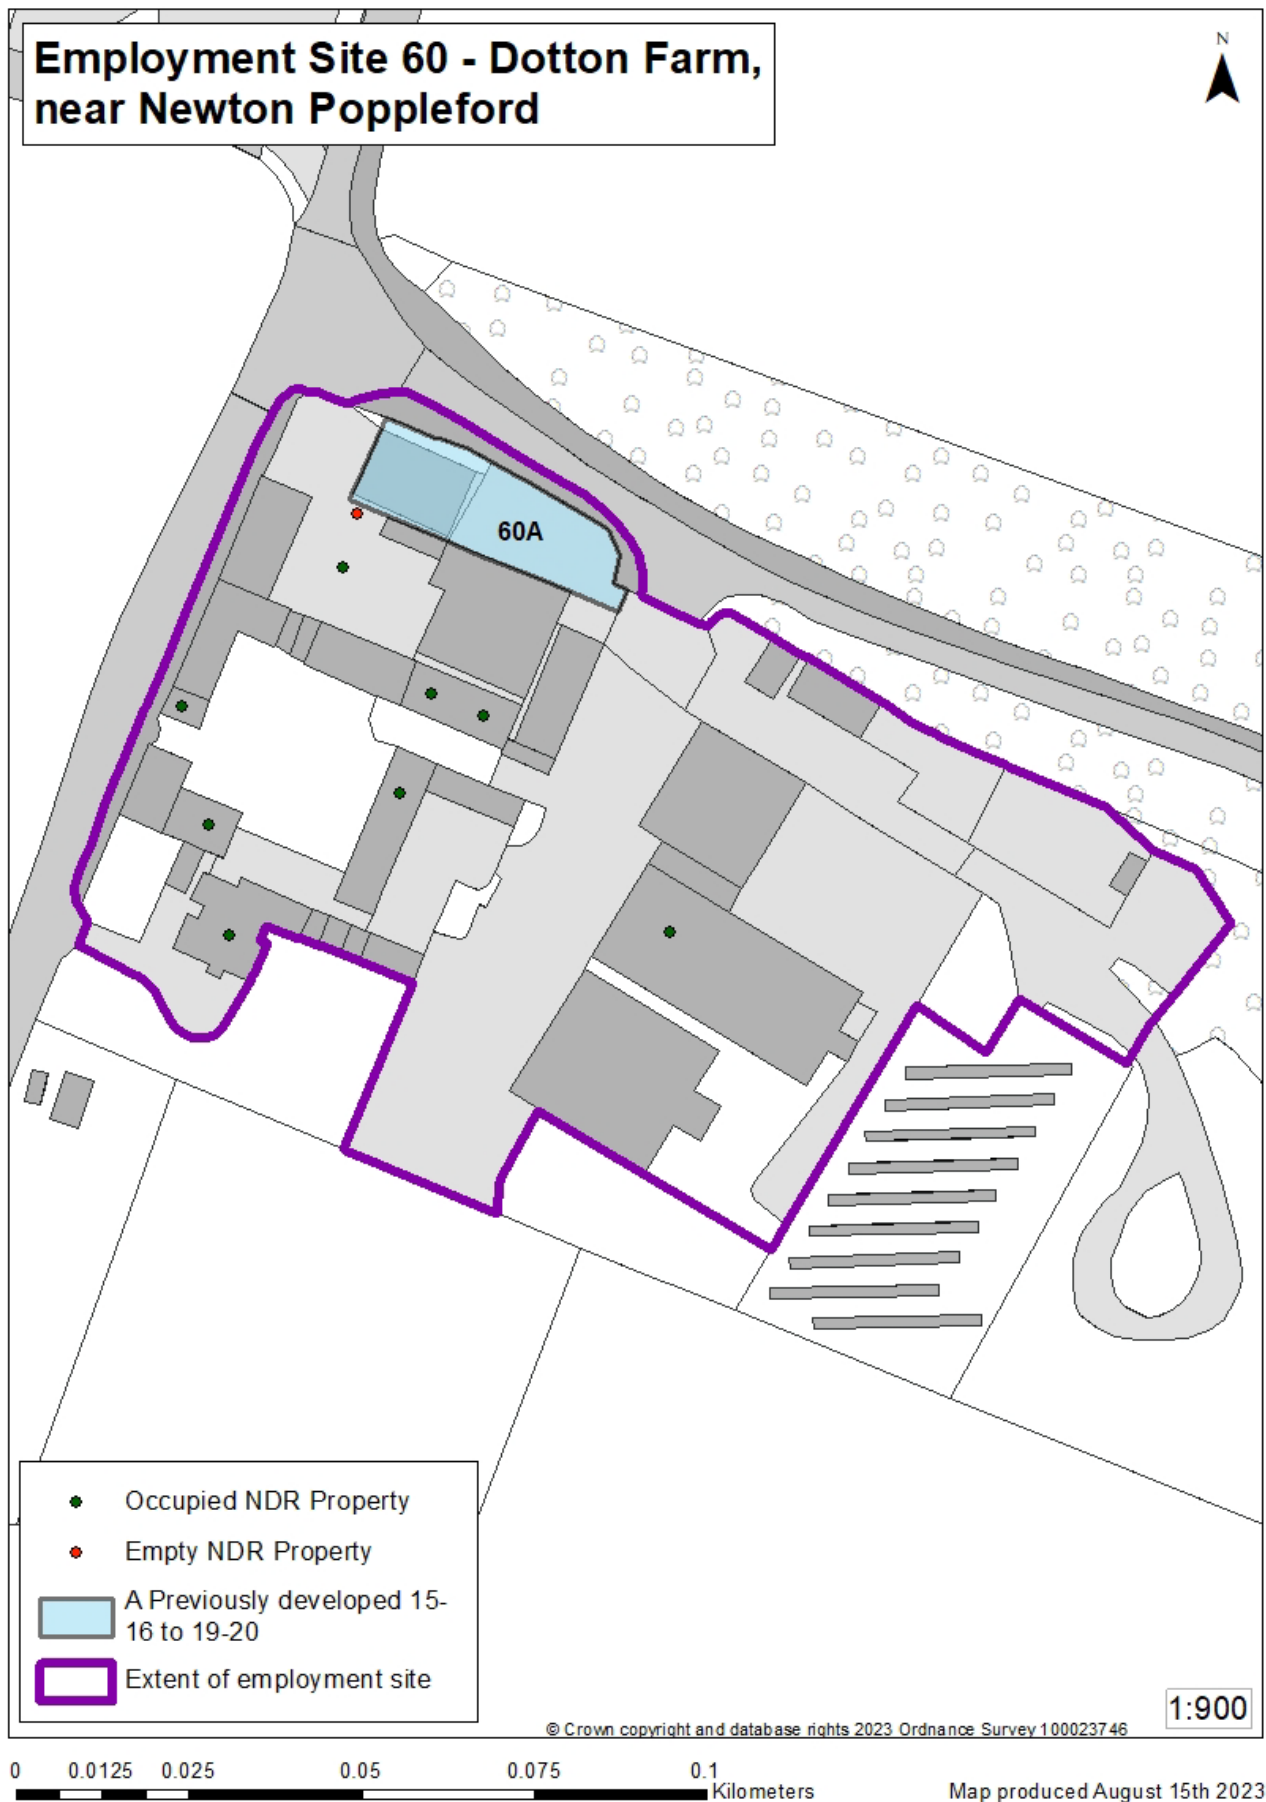 Employment Site 60 - Dotton Farm,
near Newton Poppleford
N
60A
Occupied NDR Property
Empty NDR Property
A Previously developed 15-
16 to 19-20
Extent of employment site
1:900
© Crown copyright and database rights 2023 Ordnance Survey 100023746
0 0.0125 0.025 0.05 0.075 0.1
Kilometers
Map produced August 15th 2023